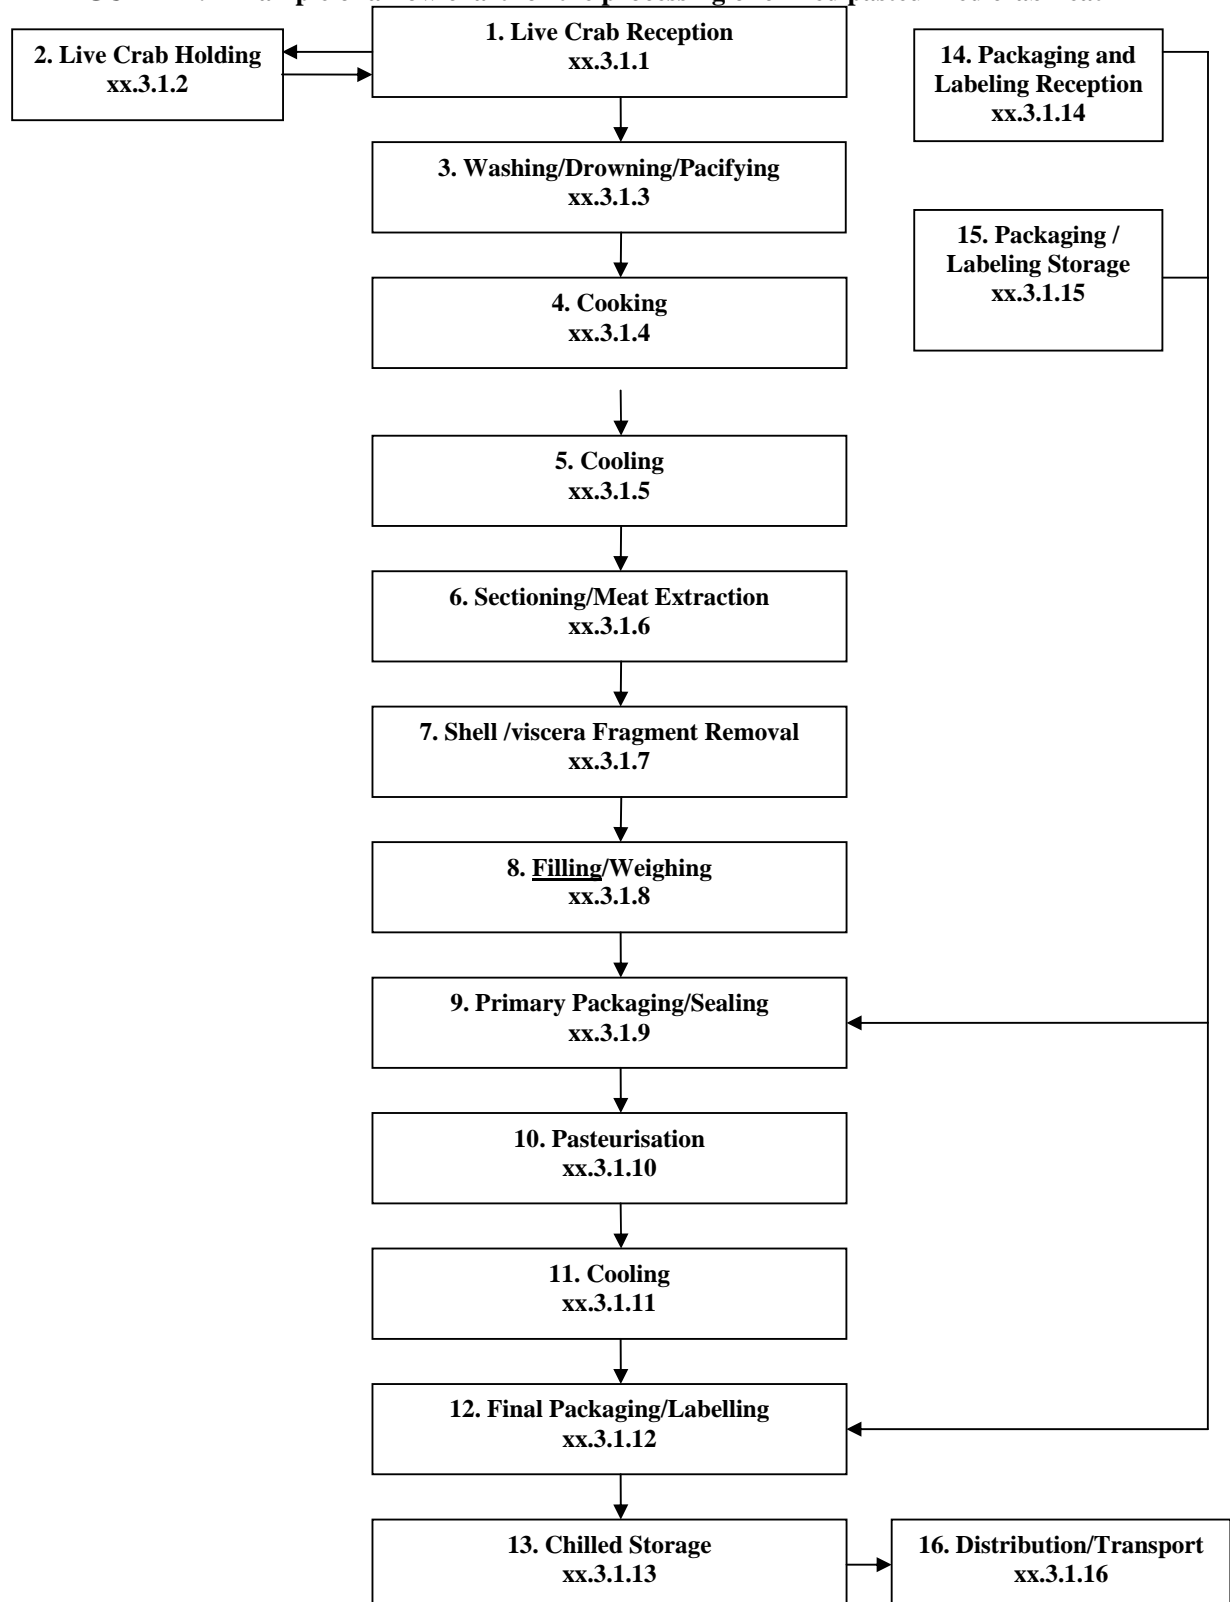 1. Live Crab Reception
xx.3.1.1
2. Live Crab Holding
xx.3.1.2
14. Packaging and
Labeling Reception
xx.3.1.14
3. Washing/Drowning/Pacifying
xx.3.1.3
15. Packaging /
Labeling Storage
xx.3.1.15
4. Cooking
xx.3.1.4
5. Cooling
xx.3.1.5
6. Sectioning/Meat Extraction
xx.3.1.6
7. Shell /viscera Fragment Removal
xx.3.1.7
8. Filling/Weighing
xx.3.1.8
9. Primary Packaging/Sealing
xx.3.1.9
10. Pasteurisation
xx.3.1.10
11. Cooling
xx.3.1.11
12. Final Packaging/Labelling
xx.3.1.12
13. Chilled Storage
xx.3.1.13
16. Distribution/Transport
xx.3.1.16